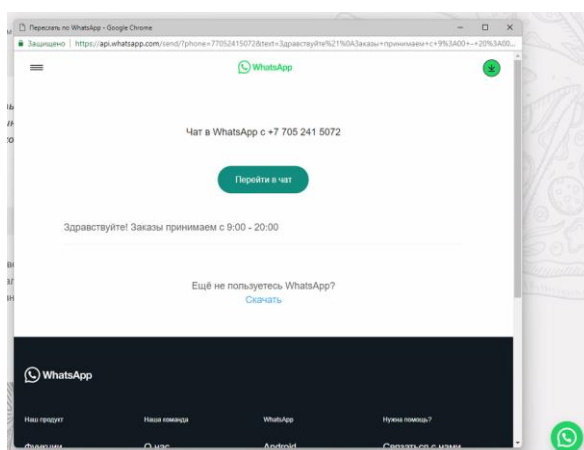 Переслать по WhatsApp - Google Chrome
Защищено | https://api.whatsapp.com/send/?phone=77052415072&text=Здравствуйте%21%0AЗаказы+принимаем+с+9%3A00+-+20%3A00...
WhatsApp
Чат в WhatsApp с +7 705 241 5072
Перейти в чат
Здравствуйте! Заказы принимаем с 9:00 - 20:00
Ещё не пользуетесь WhatsApp?
Скачать
WhatsApp
Наш продукт Наша команда WhatsApp Нужна помощь?
Функции О нас Android Связаться с нами